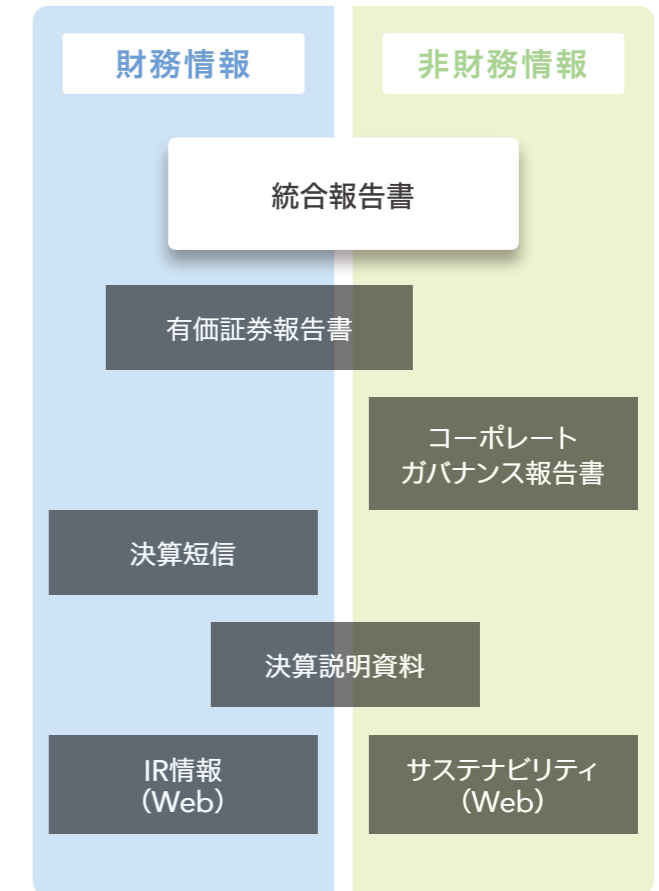 財務情報
非財務情報
統合報告書
有価証券報告書
コーポレート
ガバナンス報告書
決算短信
決算説明資料
IR情報
（Web）
サステナビリティ
（Web）